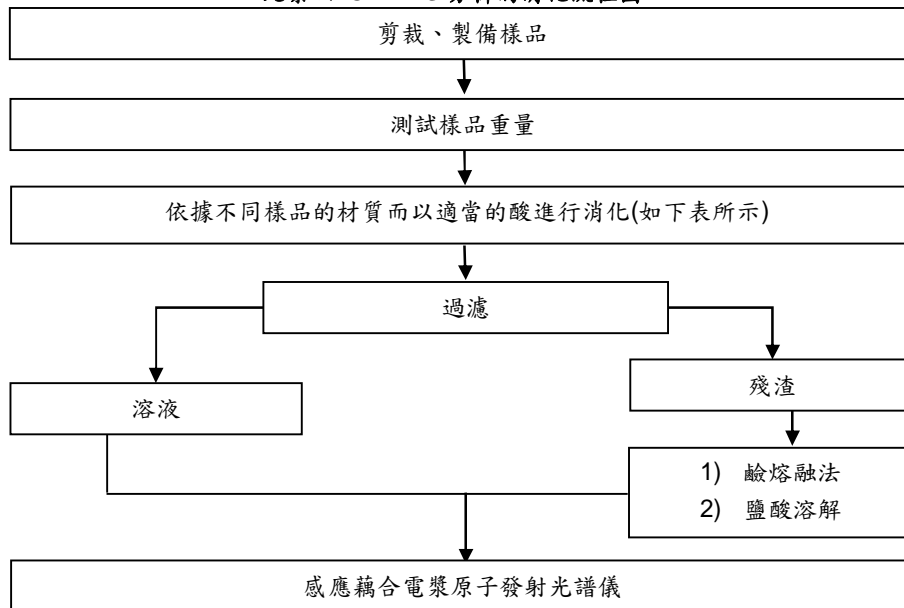 剪裁、製備樣品
測試樣品重量
依據不同樣品的材質而以適當的酸進行消化(如下表所示)
過濾
溶液
殘渣
1) 鹼熔融法
2) 鹽酸溶解
感應藕合電漿原子發射光譜儀